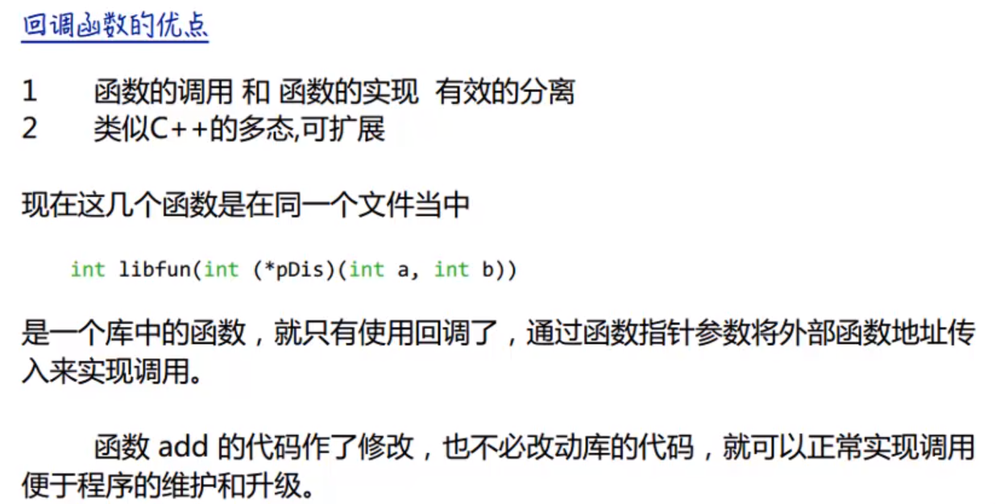 回调函数的优点
1 函数的调用 和 函数的实现 有效的分离
2 类似C++的多态,可扩展
现在这几个函数是在同一个文件当中
int libfun(int (*pDis)(int a, int b))
是一个库中的函数，就只有使用回调了，通过函数指针参数将外部函数地址传
入来实现调用。
函数 add 的代码作了修改，也不必改动库的代码，就可以正常实现调用
便于程序的维护和升级。